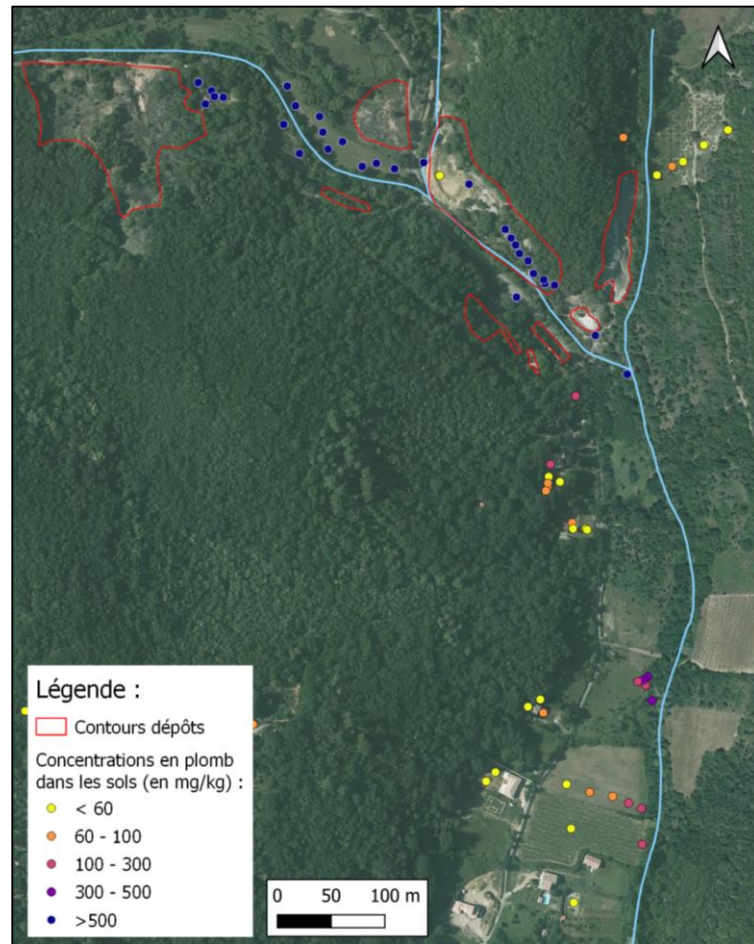 Légende :
Contours dépôts
Concentrations en plomb
dans les sols (en mg/kg) :
< 60
60 - 100
100 - 300
300 - 500
>500
0 50 100 m